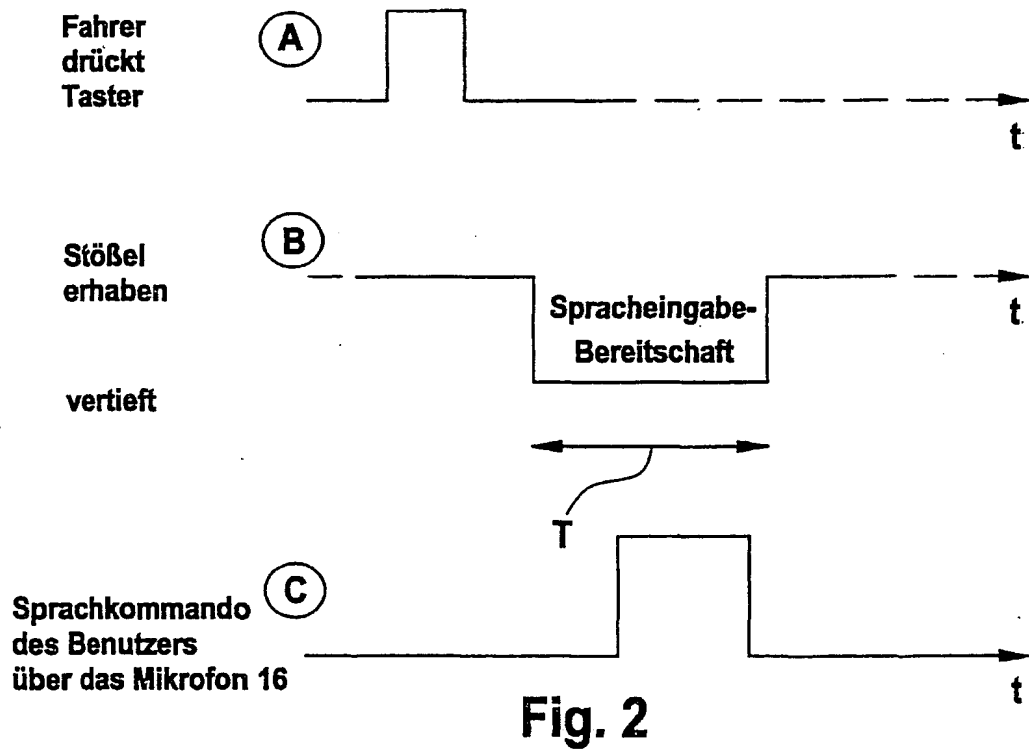 Fahrer
drückt
Taster
A
t
Stößel
erhaben
B
t
Spracheingabe-
Bereitschaft
vertieft
T
C
Sprachkommando
des Benutzers
über das Mikrofon 16
t
Fig. 2